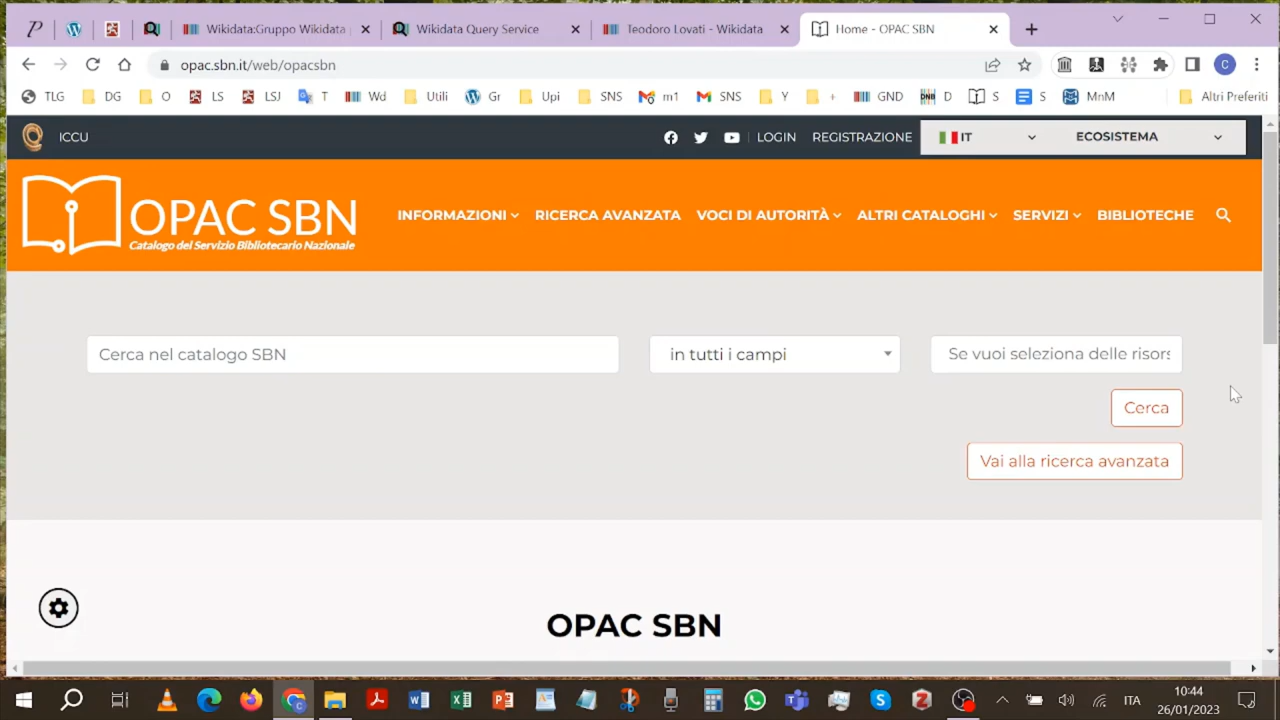 Wikidata:Gruppo Wikidata
Wikidata Query Service
Teodoro Lovati - Wikidata
Home - OPAC SBN
opac.sbn.it/web/opacsbn
C
TLG
DG
O
LS
LSJ
T
Wd
Utili
Gr
Upi
SNS
m1
SNS
Y
+
GND
D
S
S
MnM
Altri Preferiti
ICCU
LOGIN
REGISTRAZIONE
IT
ECOSISTEMA
OPAC SBN
Catalogo del Servizio Bibliotecario Nazionale
INFORMAZIONI
RICERCA AVANZATA
VOCI DI AUTORITÀ
ALTRI CATALOGHI
SERVIZI
BIBLIOTECHE
Cerca nel catalogo SBN
in tutti i campi
Se vuoi seleziona delle risors
Cerca
Vai alla ricerca avanzata
OPAC SBN
ITA
10:44
26/01/2023